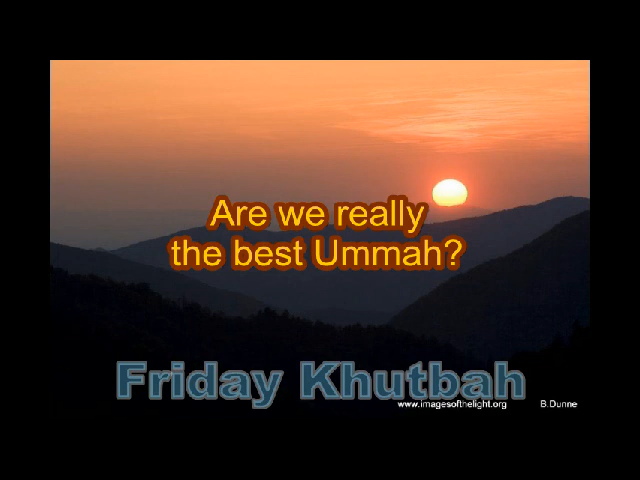 Are we really
the best Ummah?
Friday Khutbah
www.imagesofthelight.org B.Dunne